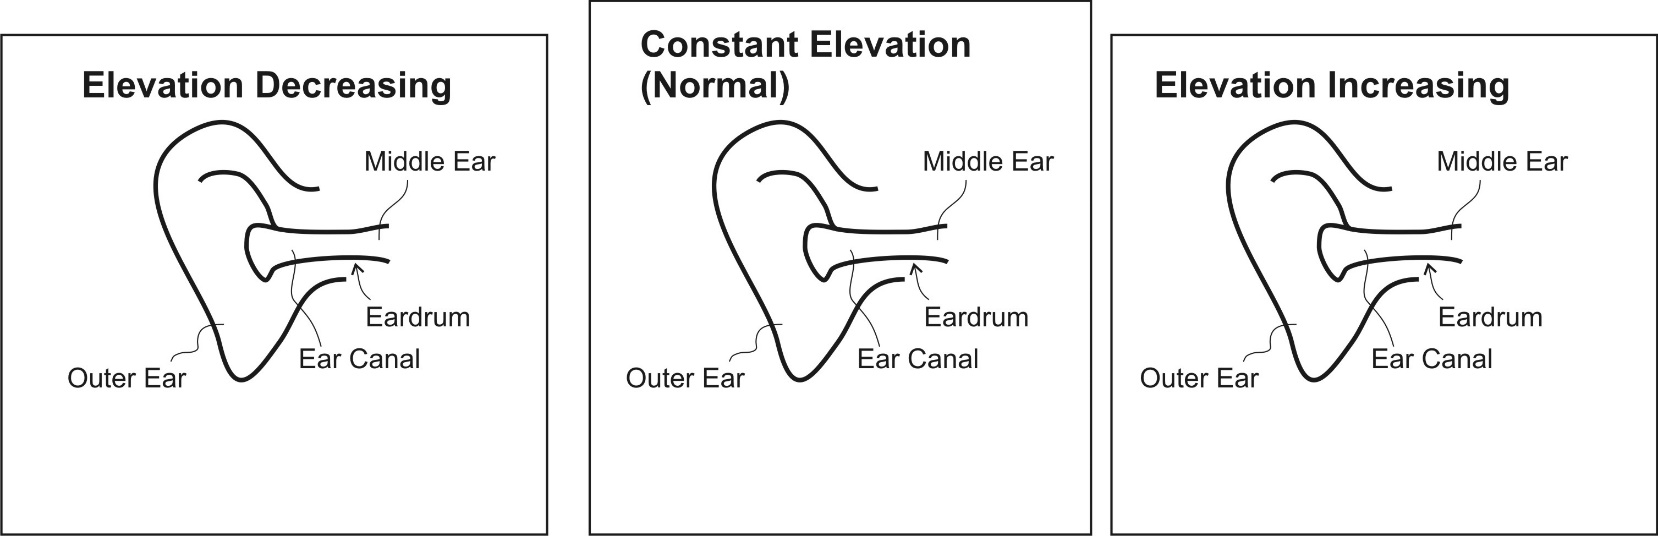 Elevation Decreasing
Middle Ear
Eardrum
Ear Canal
Outer Ear
Constant Elevation
(Normal)
Middle Ear
Eardrum
Ear Canal
Outer Ear
Elevation Increasing
Middle Ear
Eardrum
Ear Canal
Outer Ear